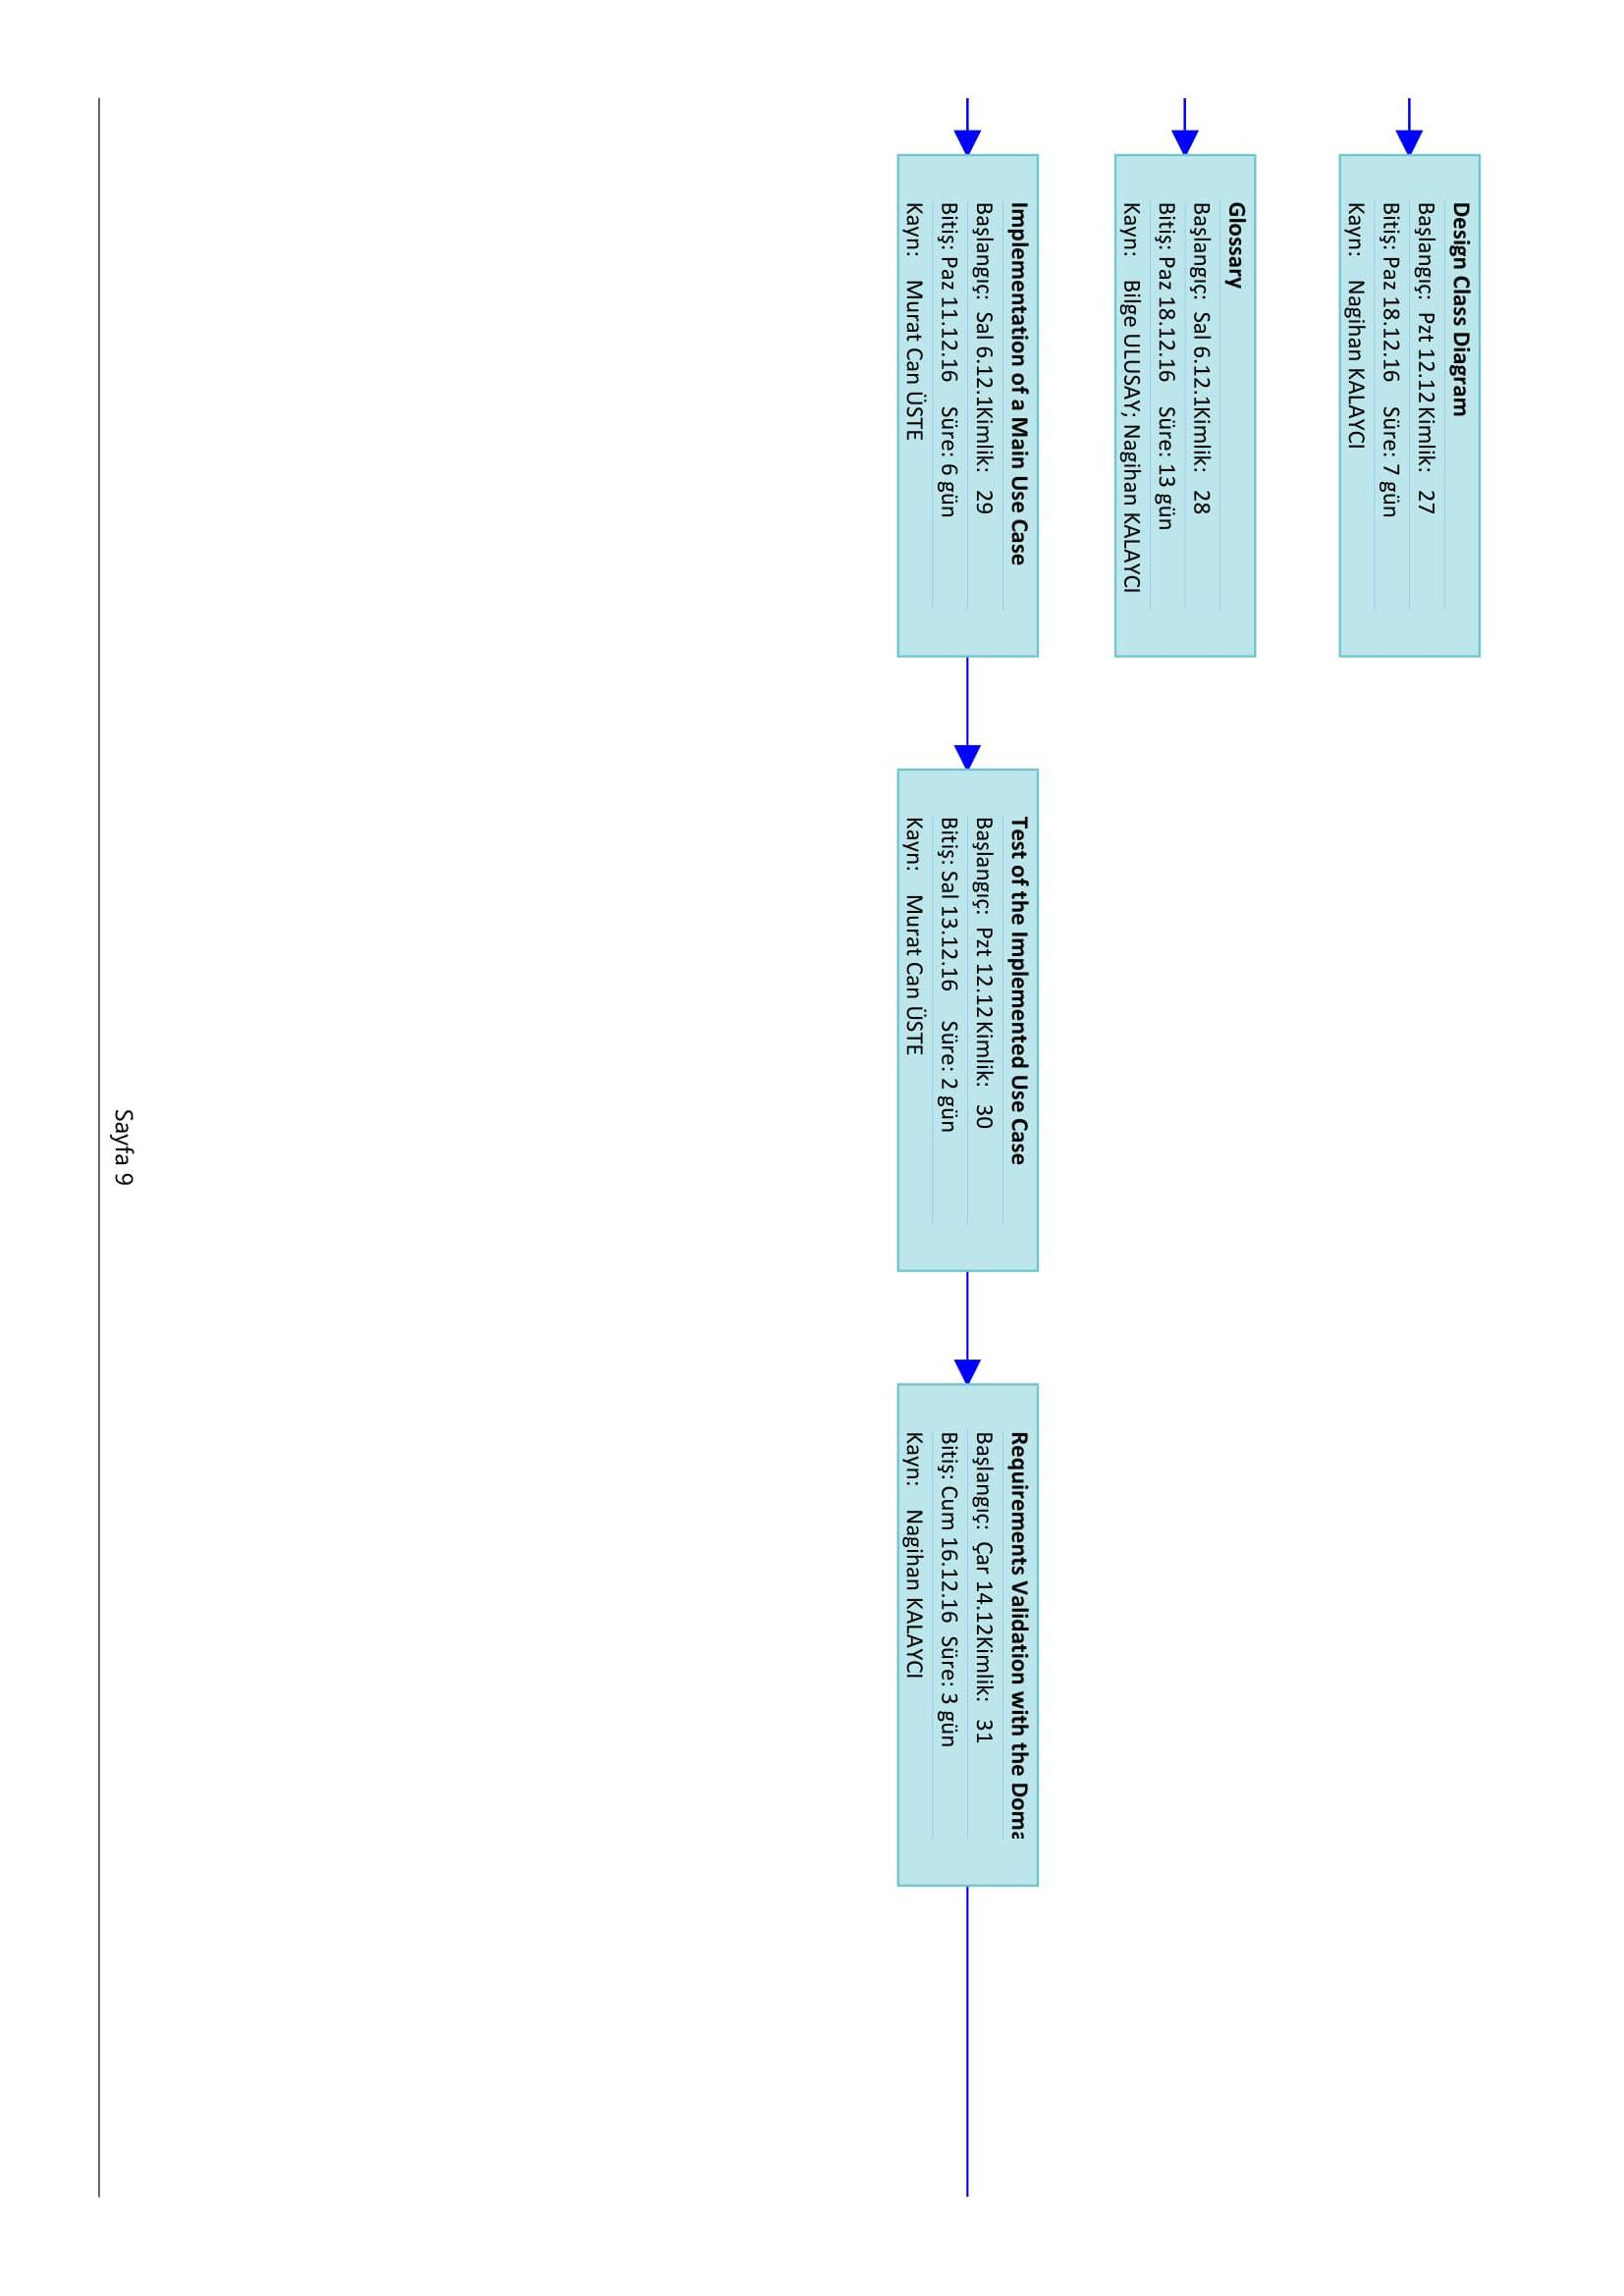 Design Class Diagram
Başlangıç: Pzt 12.12 Kimlik: 27
Bitiş: Paz 18.12.16 Süre: 7 gün
Kayn: Nagihan KALAYCI
Glossary
Başlangıç: Sal 6.12.1Kimlik: 28
Bitiş: Paz 18.12.16 Süre: 13 gün
Kayn: Bilge ULUSAY; Nagihan KALAYCI
Implementation of a Main Use Case
Başlangıç: Sal 6.12.1Kimlik: 29
Bitiş: Paz 11.12.16 Süre: 6 gün
Kayn: Murat Can ÜSTE
Test of the Implemented Use Case
Başlangıç: Pzt 12.12 Kimlik: 30
Bitiş: Sal 13.12.16 Süre: 2 gün
Kayn: Murat Can ÜSTE
Requirements Validation with the Doma
Başlangıç: Çar 14.12Kimlik: 31
Bitiş: Cum 16.12.16 Süre: 3 gün
Kayn: Nagihan KALAYCI
Sayfa 9